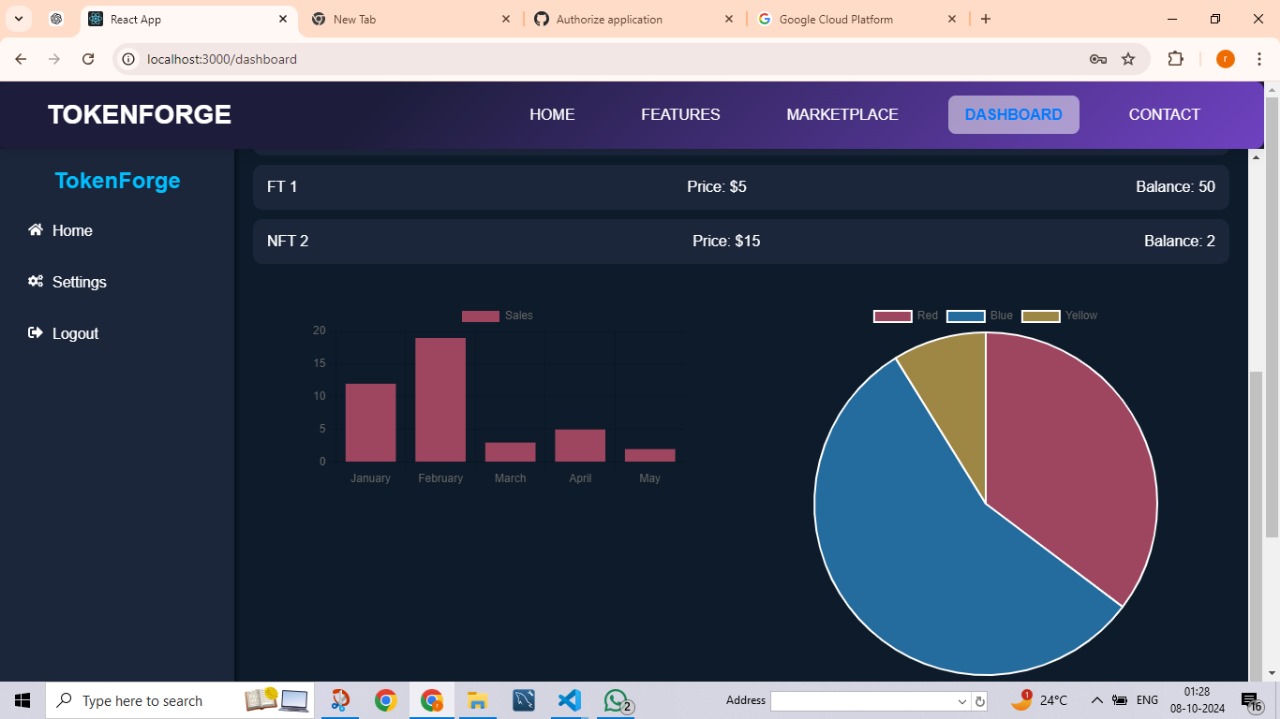 React App
New Tab
Authorize application
Google Cloud Platform
localhost:3000/dashboard
r
TOKENFORGE
HOME
FEATURES
MARKETPLACE
DASHBOARD
CONTACT
TokenForge
Home
Settings
Logout
FT 1 Price: $5 Balance: 50
NFT 2 Price: $15 Balance: 2
Sales
20
15
10
5
0
January February March April May
Red Blue Yellow
Type here to search
2
Address
1
24°C
ENG
01:28
08-10-2024
16